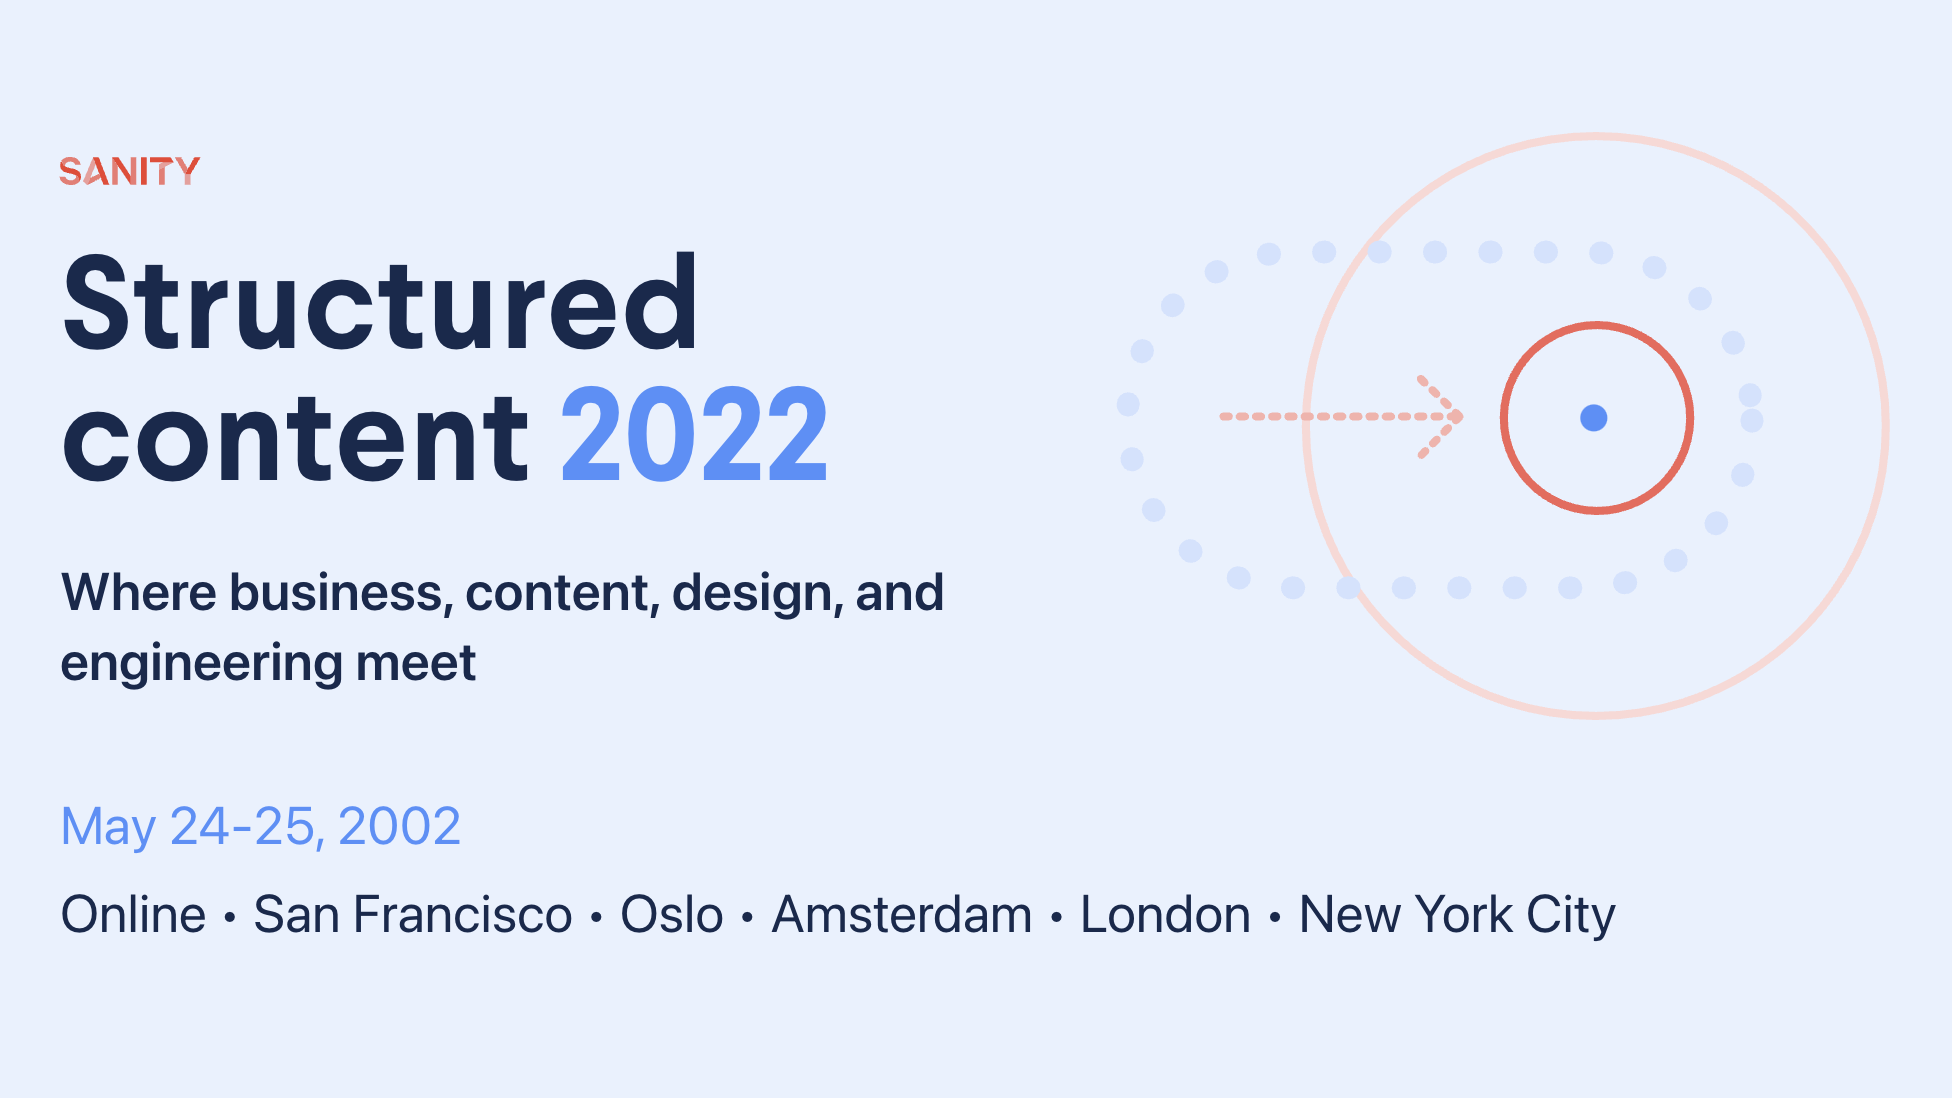 SANITY
Structured
content 2022
Where business, content, design, and
engineering meet
May 24-25, 2002
Online • San Francisco • Oslo • Amsterdam • London • New York City